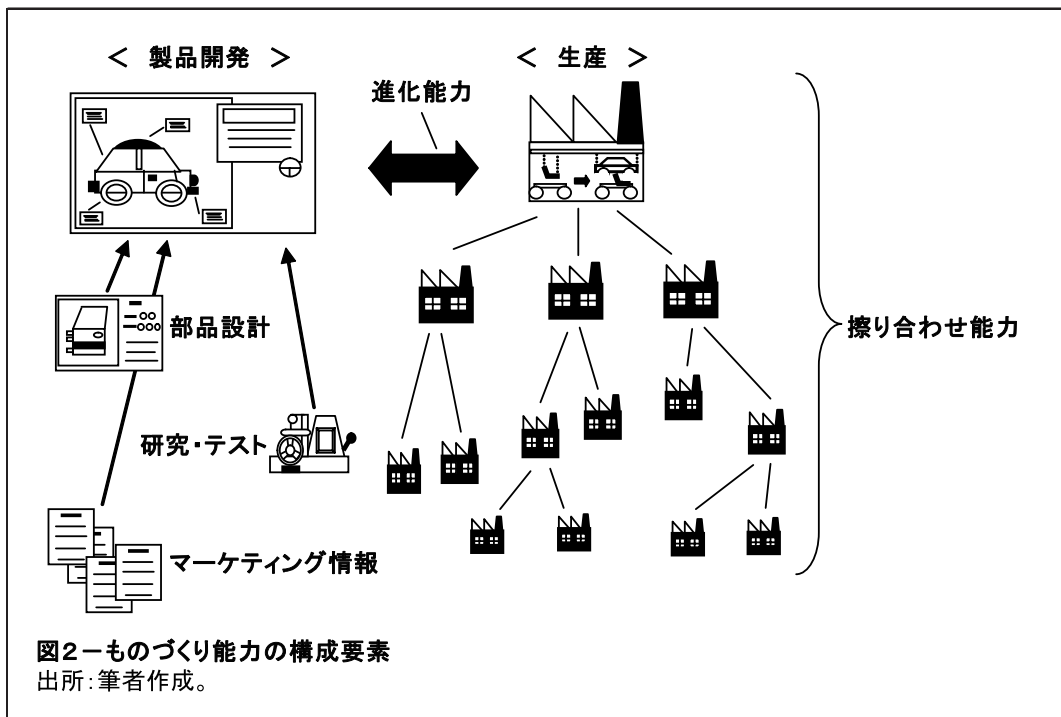 ＜ 製品開発 ＞
＜ 生産 ＞
進化能力
部品設計
擦り合わせ能力
研究・テスト
マーケティング情報
図２－ものづくり能力の構成要素
出所：筆者作成。